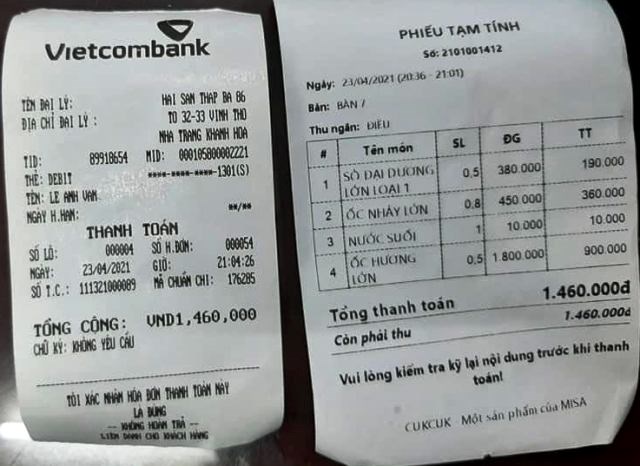 Vietcombank
TÊN ĐẠI LÝ: HAI SAN THAP BA 86
ĐỊA CHỈ ĐẠI LÝ : TO 32-33 VINH THO
NHA TRANG KHANH HOA
TID: 89918654 MID: 000105800002221
THẺ: DEBIT ****-****-****-1301(S)
TÊN: LE ANH VAN
NGÀY H.HẠN: **/**
THANH TOÁN
SỐ LÔ: 000004 SỐ H.ĐƠN: 000054
NGÀY: 23/04/2021 GIỜ: 21:04:26
SỐ T.C.: 111321000089 MÃ CHUẨN CHI: 176285
TỔNG CỘNG: VND1,460,000
CHỮ KÝ: KHÔNG YÊU CẦU
TÔI XÁC NHẬN HÓA ĐƠN THANH TOÁN NÀY
LÀ ĐÚNG
-- KHÔNG HOÀN TRẢ --
LIÊN DÀNH CHO KHÁCH HÀNG
PHIẾU TẠM TÍNH
Số: 2101001412
Ngày: 23/04/2021 (20:36 - 21:01)
Bàn: BÀN /
Thu ngân: DIỆU
# Tên món SL ĐG TT
1 SÒ ĐẠI DƯƠNG LỚN LOẠI 1 0,5 380.000 190.000
2 ỐC NHẢY LỚN 0,8 450.000 360.000
3 NƯỚC SUỐI 1 10.000 10.000
4 ỐC HƯƠNG LỚN 0,5 1.800.000 900.000
Tổng thanh toán 1.460.000đ
Còn phải thu 1.460.000đ
Vui lòng kiểm tra kỹ lại nội dung trước khi thanh
toán!
CUKCUK - Một sản phẩm của MISA